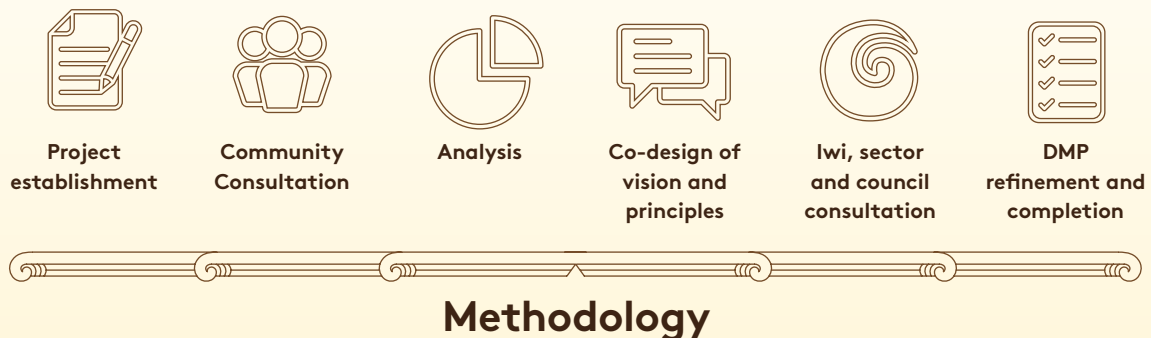 Project
establishment
Community
Consultation
Analysis
Co-design of
vision and
principles
Iwi, sector
and council
consultation
DMP
refinement and
completion
Methodology